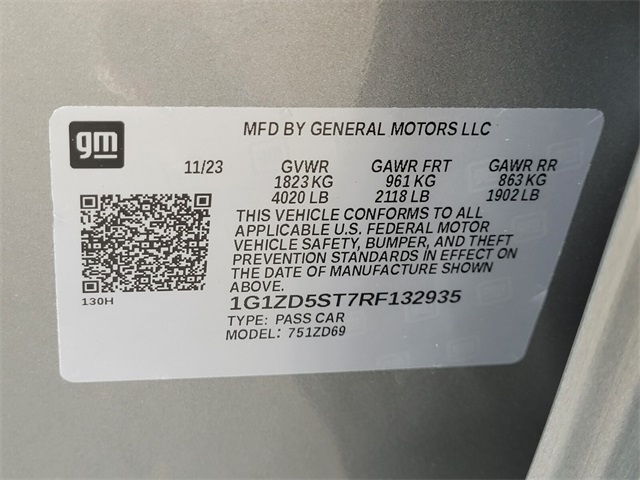 gm
MFD BY GENERAL MOTORS LLC
11/23 GVWR GAWR FRT GAWR RR
1823 KG 961 KG 863 KG
4020 LB 2118 LB 1902 LB
THIS VEHICLE CONFORMS TO ALL
APPLICABLE U.S. FEDERAL MOTOR
VEHICLE SAFETY, BUMPER, AND THEFT
PREVENTION STANDARDS IN EFFECT ON
THE DATE OF MANUFACTURE SHOWN
ABOVE.
130H
1G1ZD5ST7RF132935
TYPE: PASS CAR
MODEL: 751ZD69